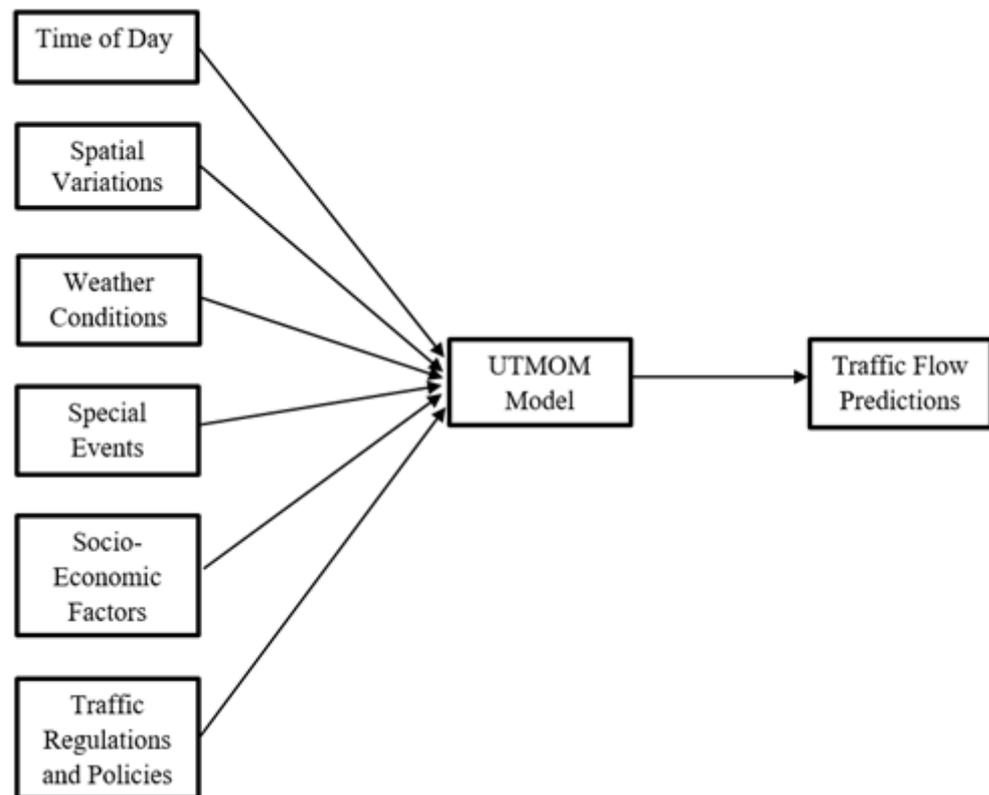 Time of Day
Spatial
Variations
Weather
Conditions
Special
Events
Socio-
Economic
Factors
Traffic
Regulations
and Policies
UTMOM
Model
Traffic Flow
Predictions